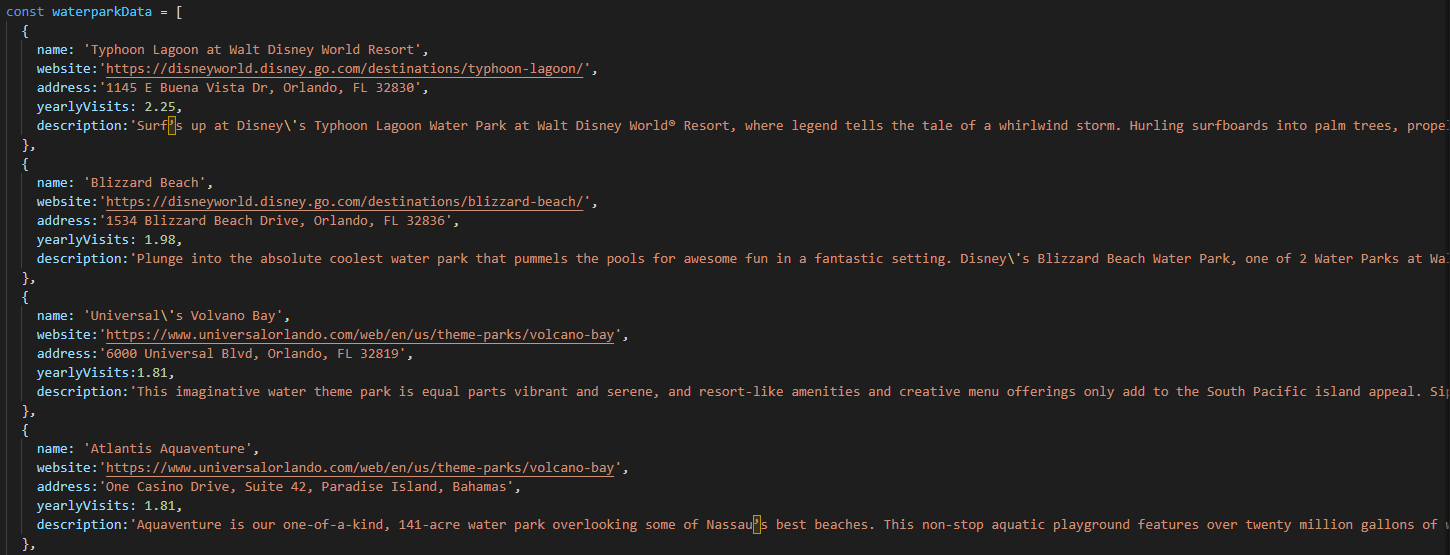 const waterparkData = [
{
name: 'Typhoon Lagoon at Walt Disney World Resort',
website:'https://disneyworld.disney.go.com/destinations/typhoon-lagoon/',
address:'1145 E Buena Vista Dr, Orlando, FL 32830',
yearlyVisits: 2.25,
description:'Surf’s up at Disney\'s Typhoon Lagoon Water Park at Walt Disney World® Resort, where legend tells the tale of a whirlwind storm. Hurling surfboards into palm trees, prope
},
{
name: 'Blizzard Beach',
website:'https://disneyworld.disney.go.com/destinations/blizzard-beach/',
address:'1534 Blizzard Beach Drive, Orlando, FL 32836',
yearlyVisits: 1.98,
description:'Plunge into the absolute coolest water park that pummels the pools for awesome fun in a fantastic setting. Disney\'s Blizzard Beach Water Park, one of 2 Water Parks at Wa
},
{
name: 'Universal\'s Volvano Bay',
website:'https://www.universalorlando.com/web/en/us/theme-parks/volcano-bay',
address:'6000 Universal Blvd, Orlando, FL 32819',
yearlyVisits:1.81,
description:'This imaginative water theme park is equal parts vibrant and serene, and resort-like amenities and creative menu offerings only add to the South Pacific island appeal. Sip
},
{
name: 'Atlantis Aquaventure',
website:'https://www.universalorlando.com/web/en/us/theme-parks/volcano-bay',
address:'One Casino Drive, Suite 42, Paradise Island, Bahamas',
yearlyVisits: 1.81,
description:'Aquaventure is our one-of-a-kind, 141-acre water park overlooking some of Nassau’s best beaches. This non-stop aquatic playground features over twenty million gallons of w
},